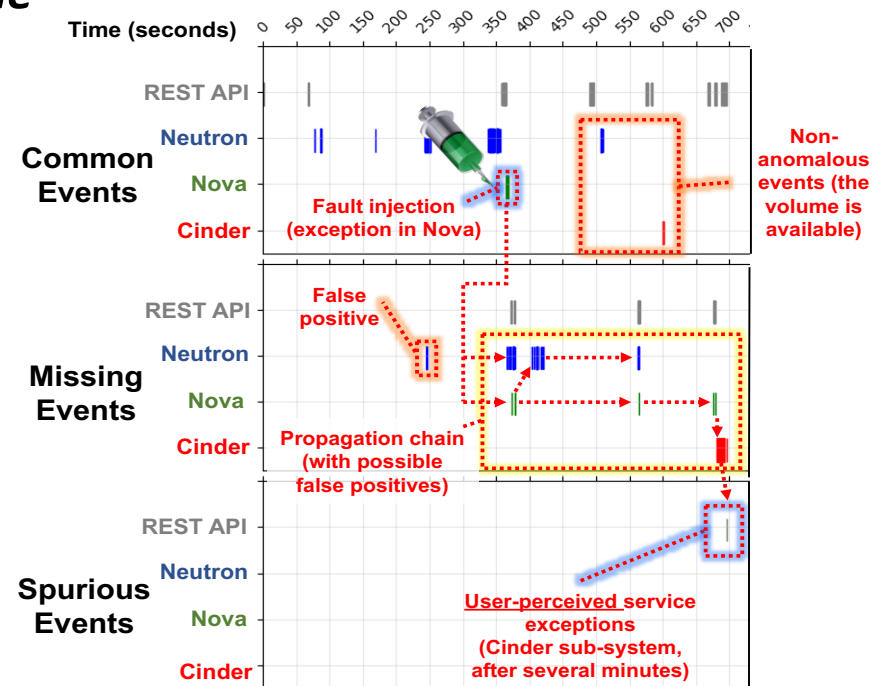 Time (seconds)
0 50 100 150 200 250 300 350 400 450 500 550 600 650 700
Common
Events
REST API
Neutron
Nova
Cinder
Fault injection
(exception in Nova)
Non-
anomalous
events (the
volume is
available)
Missing
Events
REST API
Neutron
Nova
Cinder
False
positive
Propagation chain
(with possible
false positives)
Spurious
Events
REST API
Neutron
Nova
Cinder
User-perceived service
exceptions
(Cinder sub-system,
after several minutes)